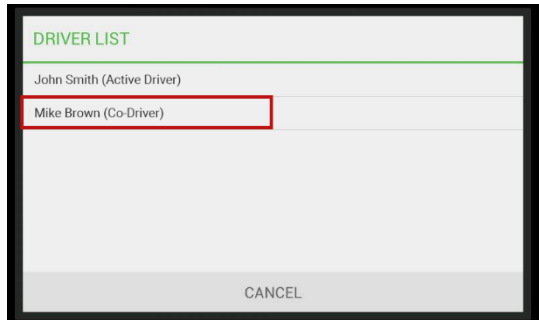 DRIVER LIST
John Smith (Active Driver)
Mike Brown (Co-Driver)
CANCEL